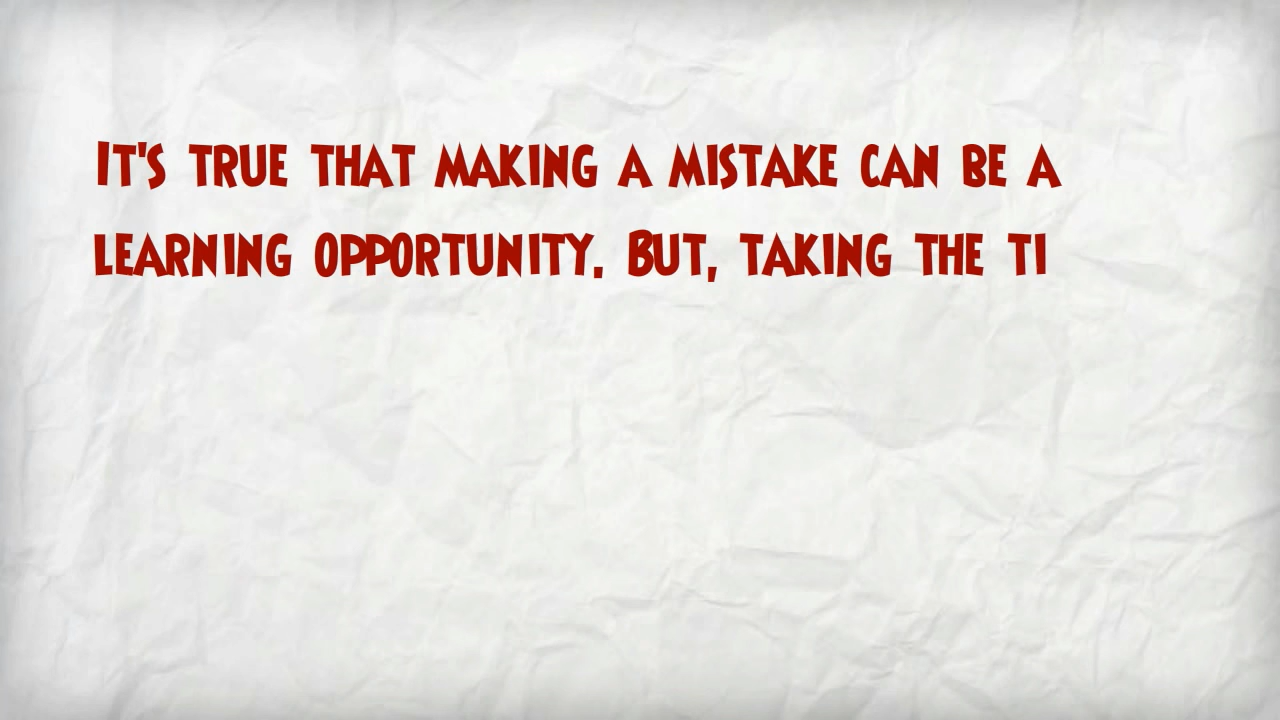 It's true that making a mistake can be a
learning opportunity. But, taking the ti